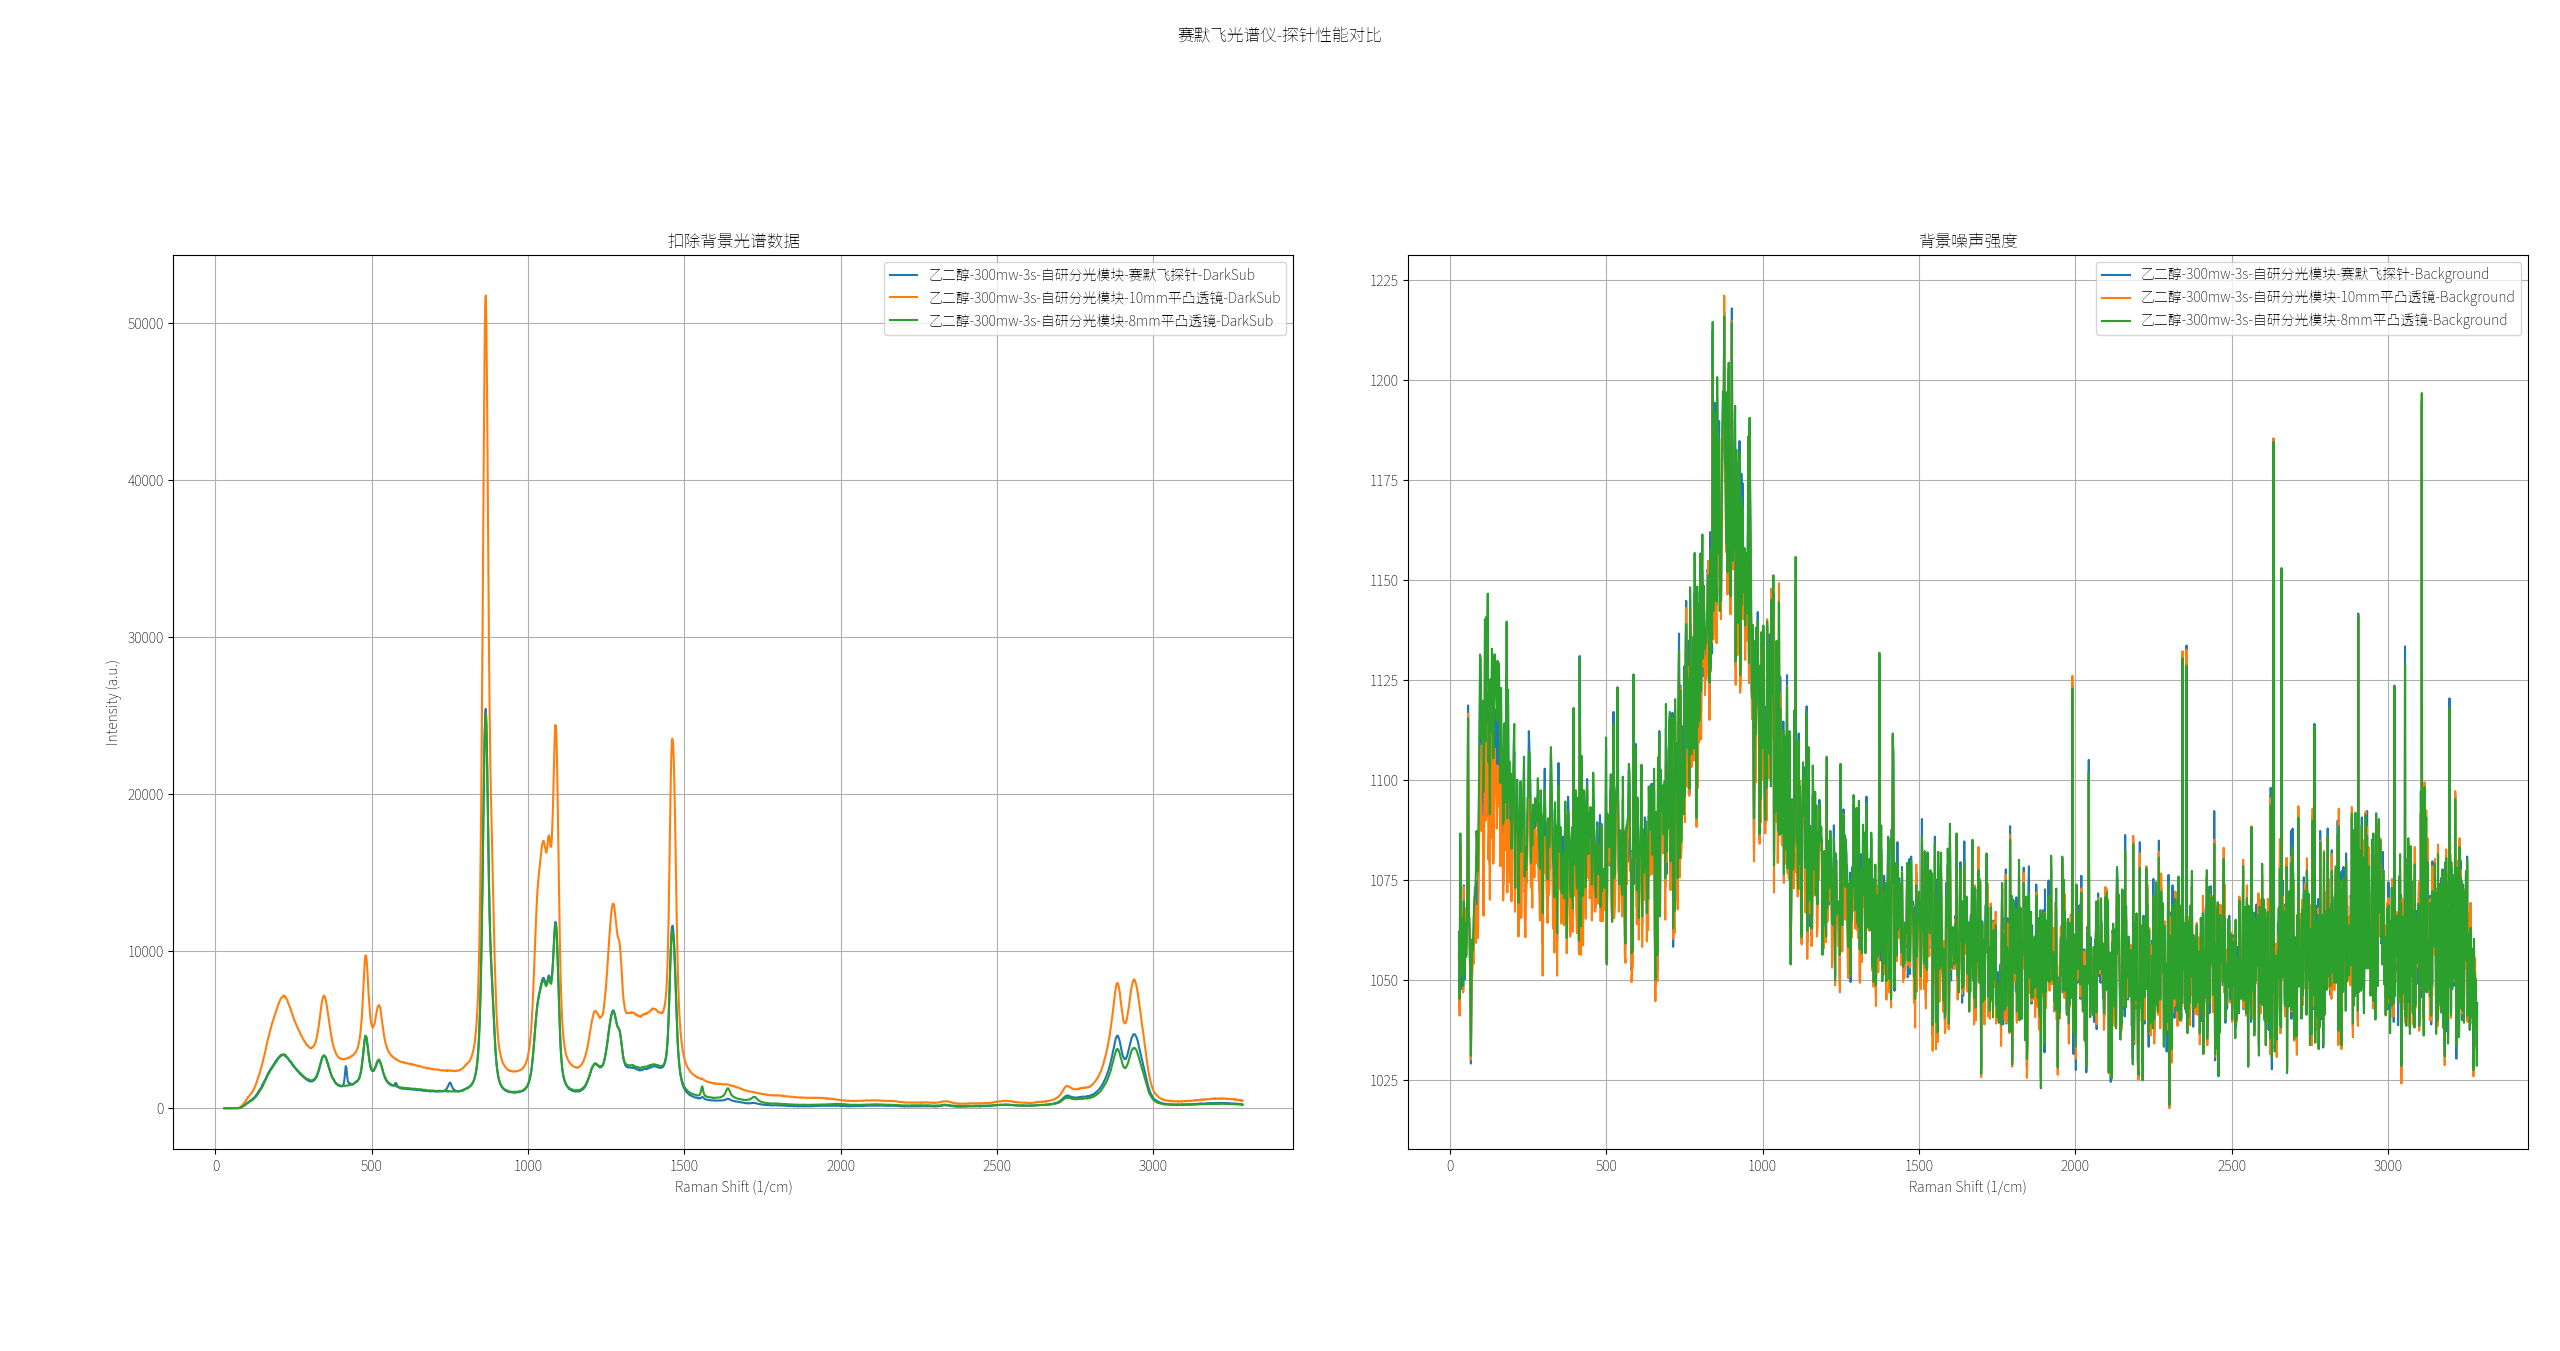 赛默飞光谱仪-探针性能对比
扣除背景光谱数据
乙二醇-300mw-3s-自研分光模块-赛默飞探针-DarkSub
乙二醇-300mw-3s-自研分光模块-10mm平凸透镜-DarkSub
乙二醇-300mw-3s-自研分光模块-8mm平凸透镜-DarkSub
50000
40000
30000
20000
10000
0
Intensity (a.u.)
0 500 1000 1500 2000 2500 3000
Raman Shift (1/cm)
背景噪声强度
乙二醇-300mw-3s-自研分光模块-赛默飞探针-Background
乙二醇-300mw-3s-自研分光模块-10mm平凸透镜-Background
乙二醇-300mw-3s-自研分光模块-8mm平凸透镜-Background
1225
1200
1175
1150
1125
1100
1075
1050
1025
0 500 1000 1500 2000 2500 3000
Raman Shift (1/cm)